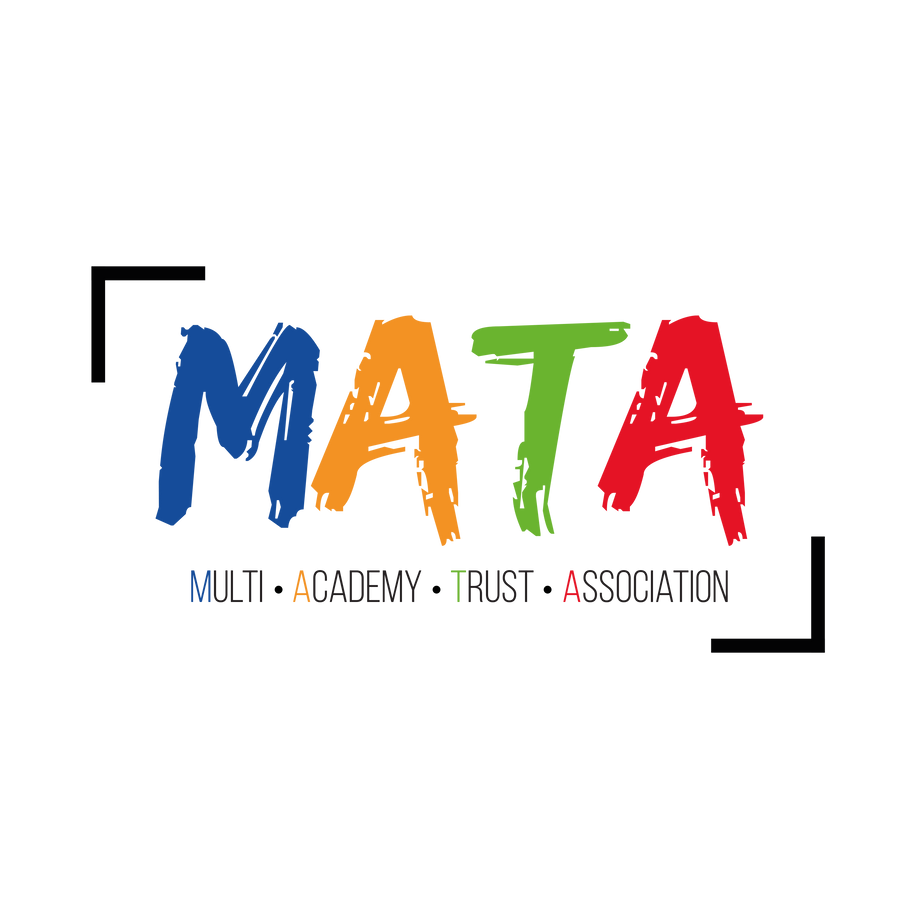 MATA
MULTI • ACADEMY • TRUST • ASSOCIATION